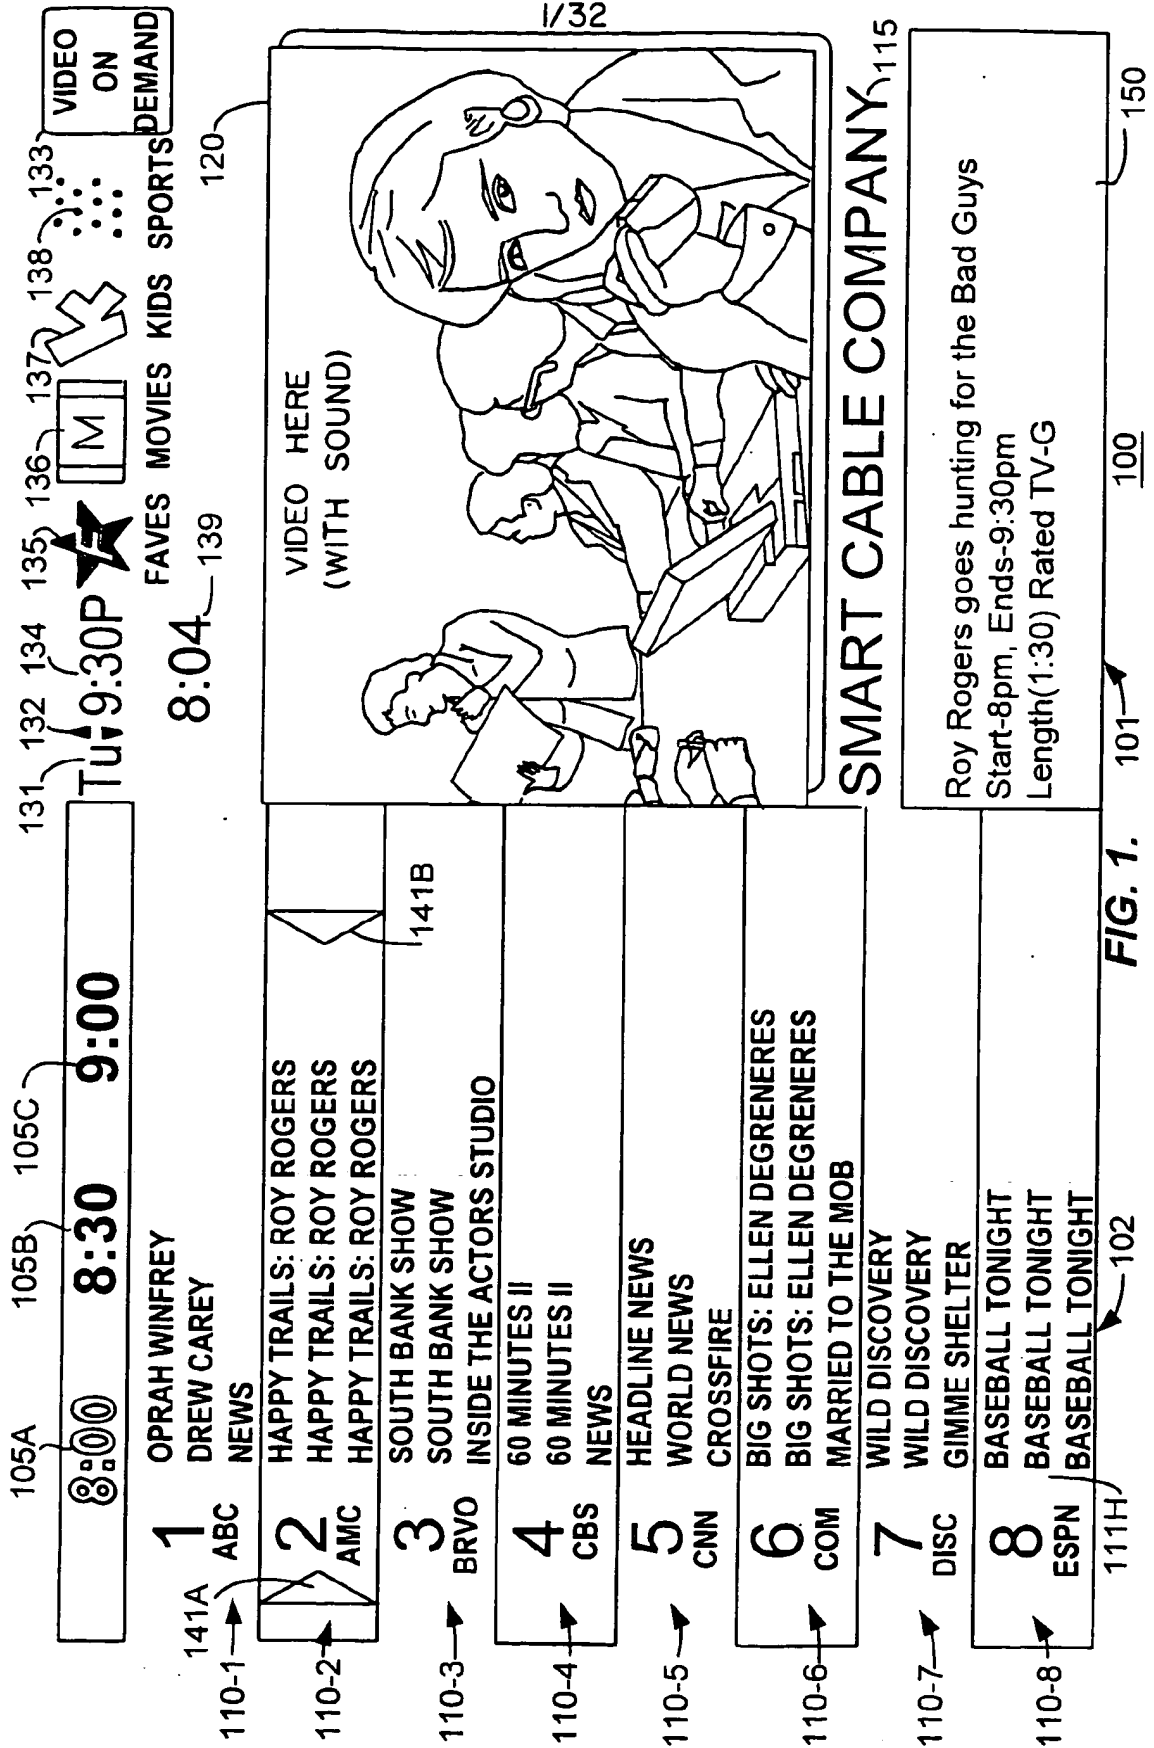 1/32
105A
105B
105C
131
132
134
135
136
137
138
133
8:00
8:30
9:00
Tu
9:30P
M
VIDEO
ON
DEMAND
FAVES
MOVIES
KIDS
SPORTS
8:04
139
120
141A
110-1
1
ABC
OPRAH WINFREY
DREW CAREY
NEWS
110-2
2
AMC
HAPPY TRAILS: ROY ROGERS
HAPPY TRAILS: ROY ROGERS
HAPPY TRAILS: ROY ROGERS
141B
110-3
3
BRVO
SOUTH BANK SHOW
SOUTH BANK SHOW
INSIDE THE ACTORS STUDIO
110-4
4
CBS
60 MINUTES II
60 MINUTES II
NEWS
110-5
5
CNN
HEADLINE NEWS
WORLD NEWS
CROSSFIRE
110-6
6
COM
BIG SHOTS: ELLEN DEGRENERES
BIG SHOTS: ELLEN DEGRENERES
MARRIED TO THE MOB
110-7
7
DISC
WILD DISCOVERY
WILD DISCOVERY
GIMME SHELTER
110-8
8
ESPN
BASEBALL TONIGHT
BASEBALL TONIGHT
BASEBALL TONIGHT
111H
102
VIDEO HERE
(WITH SOUND)
SMART CABLE COMPANY
115
Roy Rogers goes hunting for the Bad Guys
Start-8pm, Ends-9:30pm
Length(1:30) Rated TV-G
101
100
150
FIG. 1.